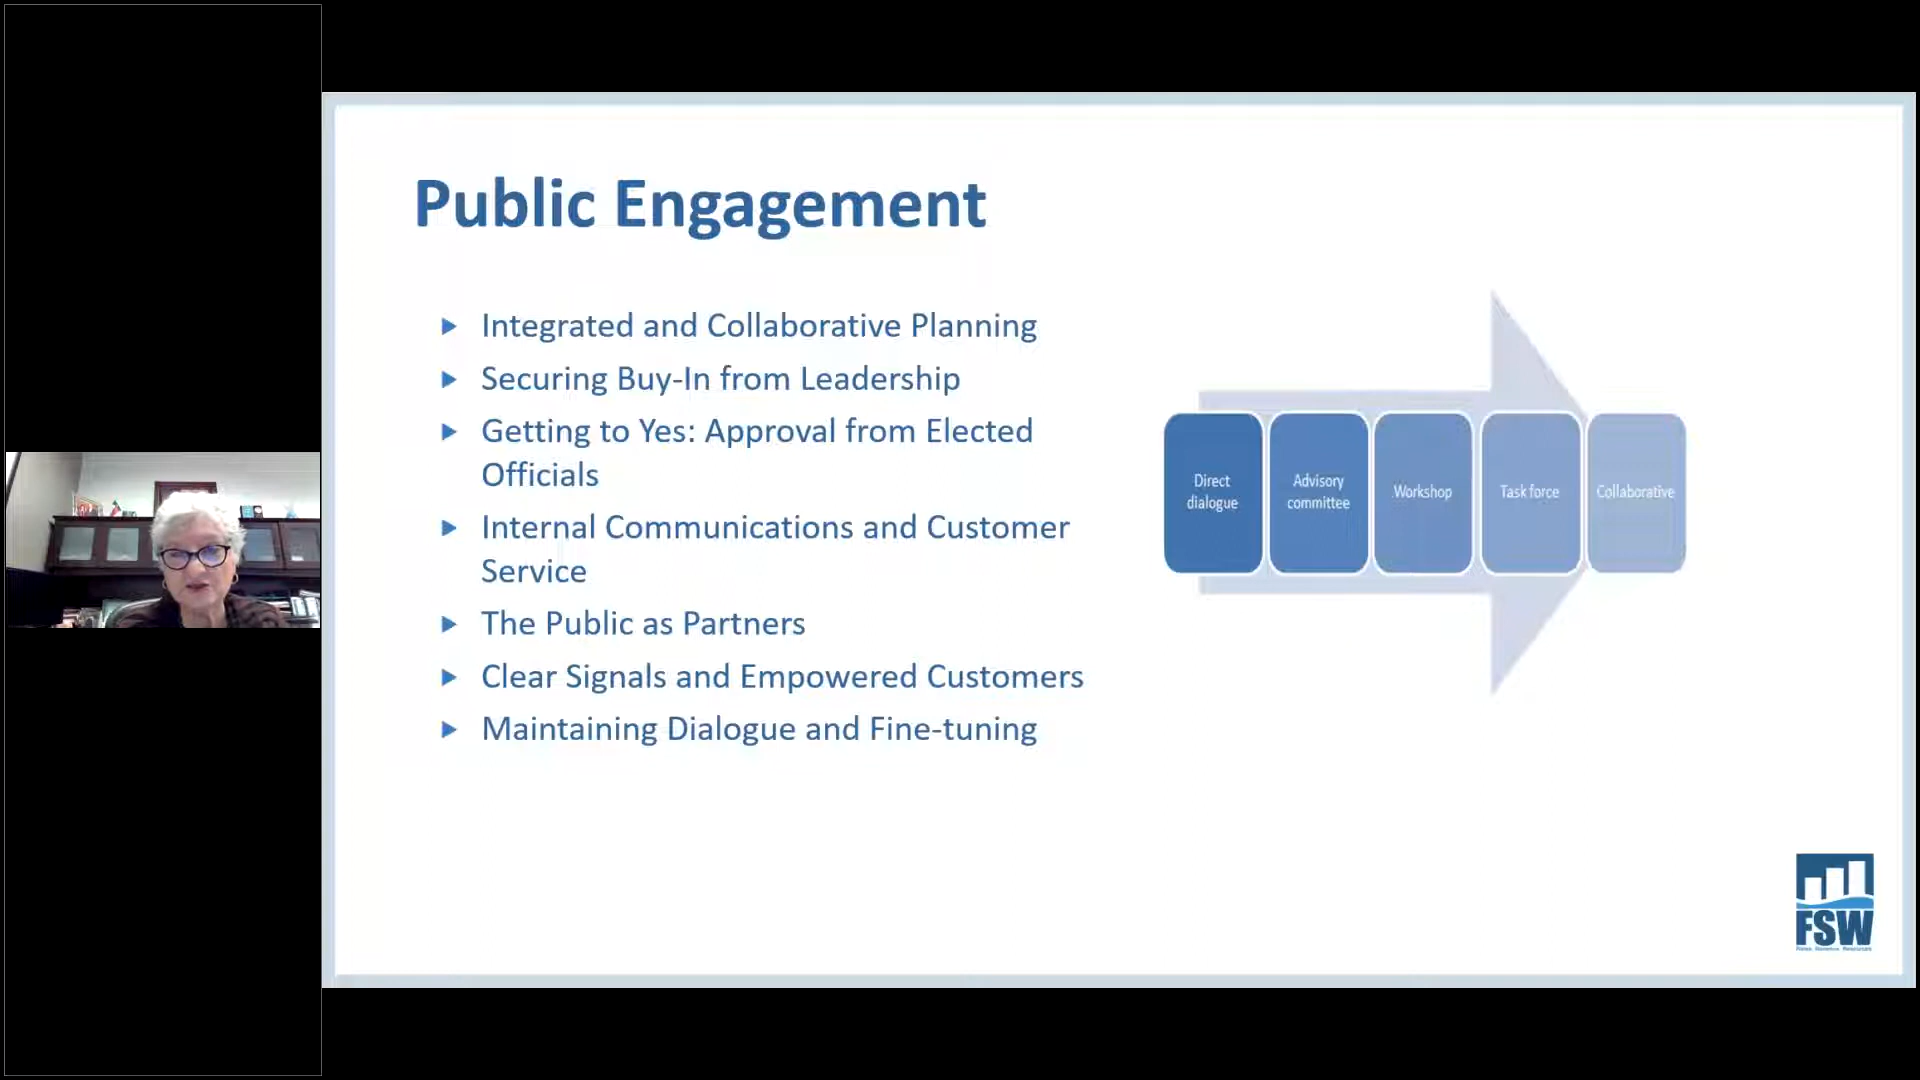 Public Engagement
Integrated and Collaborative Planning
Securing Buy-In from Leadership
Getting to Yes: Approval from Elected
Officials
Internal Communications and Customer
Service
The Public as Partners
Clear Signals and Empowered Customers
Maintaining Dialogue and Fine-tuning
Direct
dialogue
Advisory
committee
Workshop
Task force
Collaborative
FSW